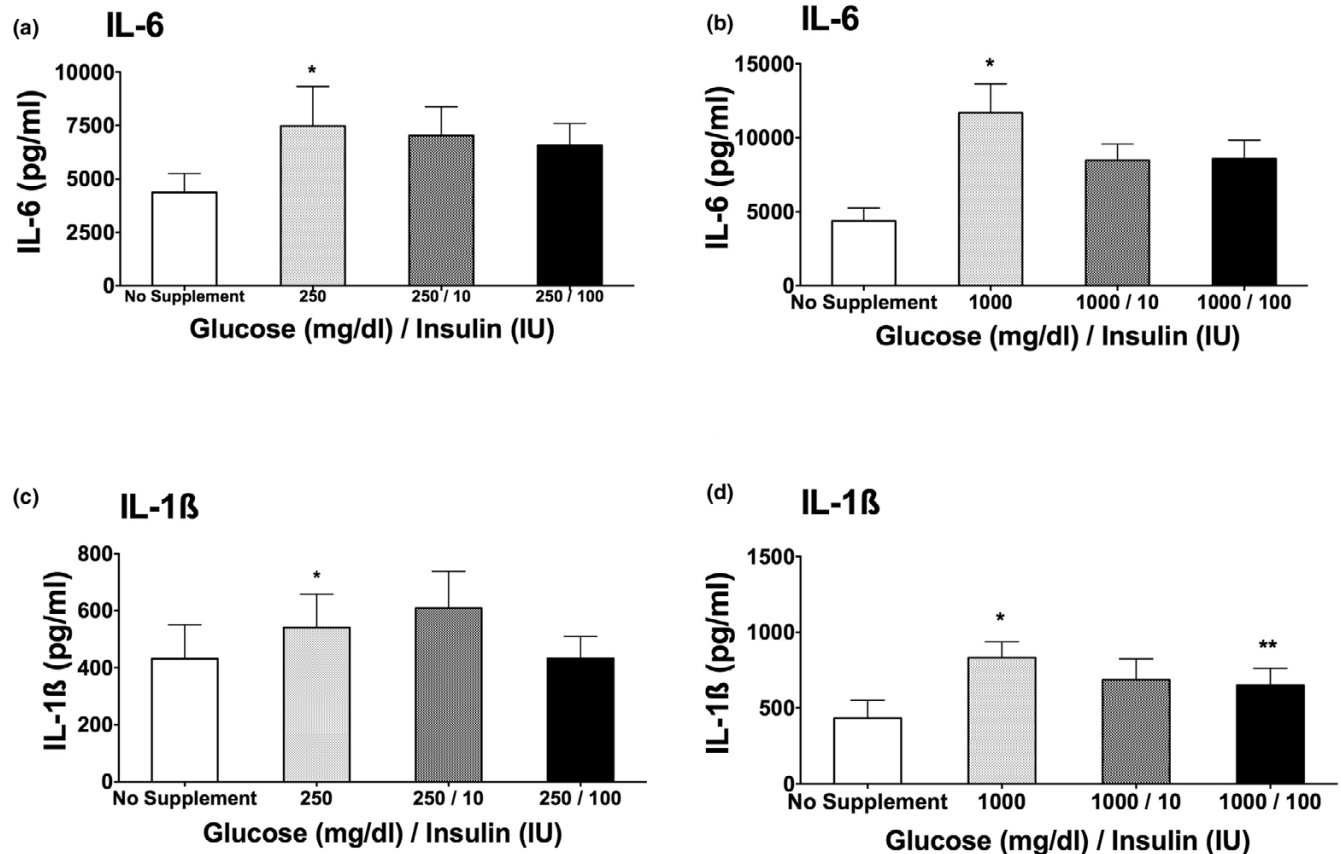 (a) IL-6
*
10000
7500
5000
2500
0
IL-6 (pg/ml)
No Supplement 250 250 / 10 250 / 100
Glucose (mg/dl) / Insulin (IU)
(b) IL-6
*
15000
10000
5000
0
IL-6 (pg/ml)
No Supplement 1000 1000 / 10 1000 / 100
Glucose (mg/dl) / Insulin (IU)
(c) IL-1ß
*
800
600
400
200
0
IL-1ß (pg/ml)
No Supplement 250 250 / 10 250 / 100
Glucose (mg/dl) / Insulin (IU)
(d) IL-1ß
* **
1500
1000
500
0
IL-1ß (pg/ml)
No Supplement 1000 1000 / 10 1000 / 100
Glucose (mg/dl) / Insulin (IU)